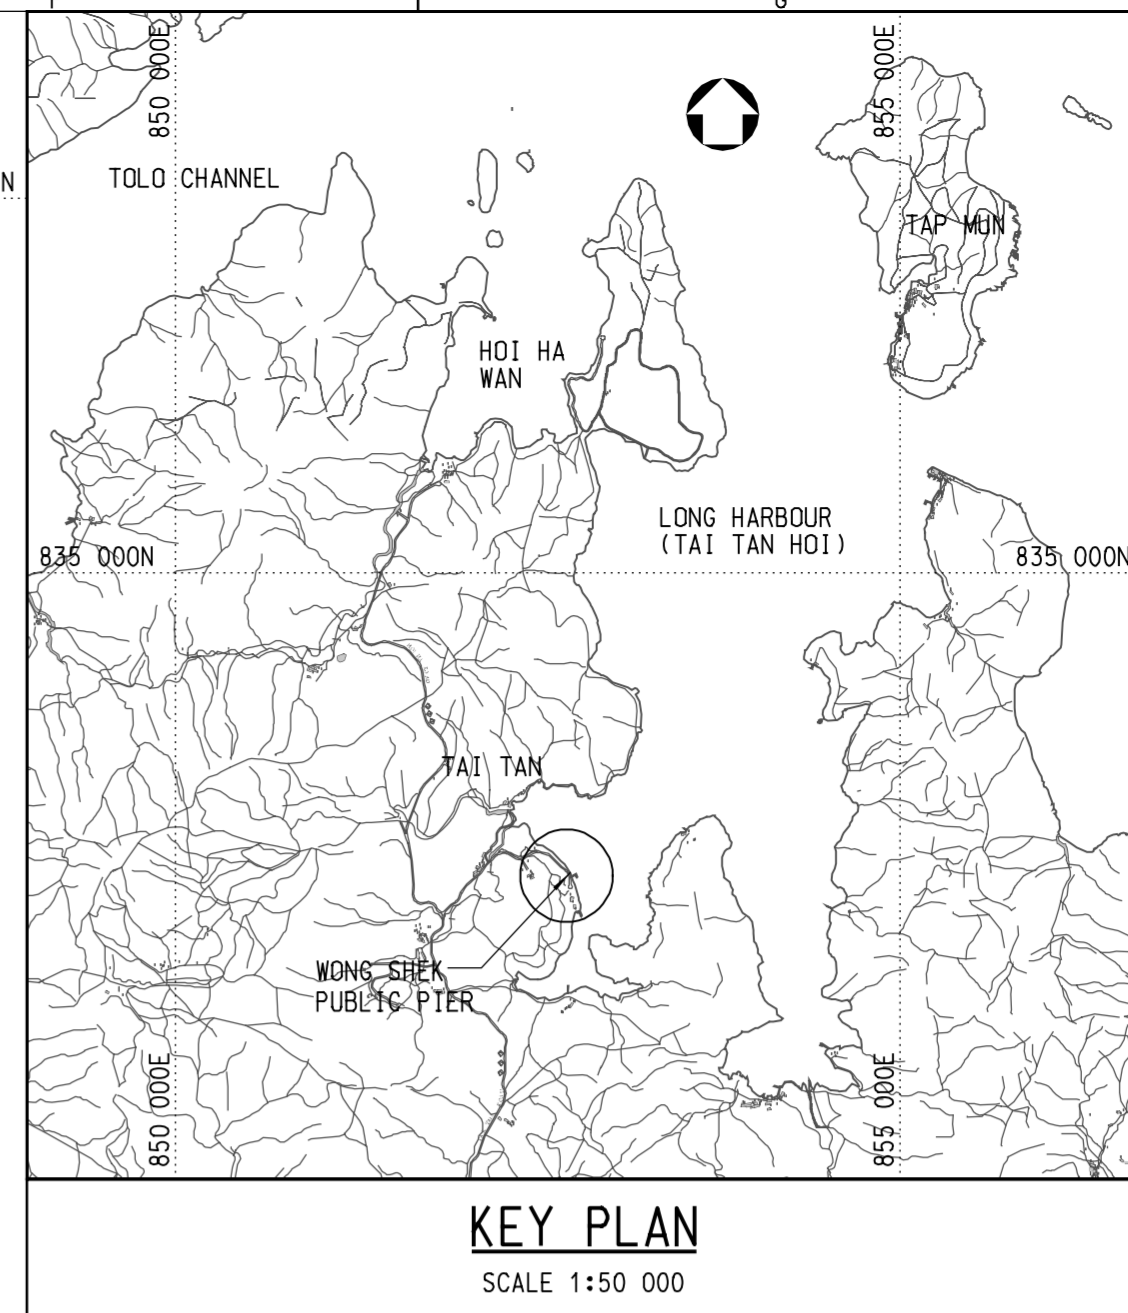 850 000E
855 000E
N
TOLO CHANNEL
TAP MUN
HOI HA
WAN
LONG HARBOUR
(TAI TAN HOI)
835 000N
835 000N
TAI TAN
WONG SHEK
PUBLIC PIER
850 000E
855 000E
KEY PLAN
SCALE 1:50 000